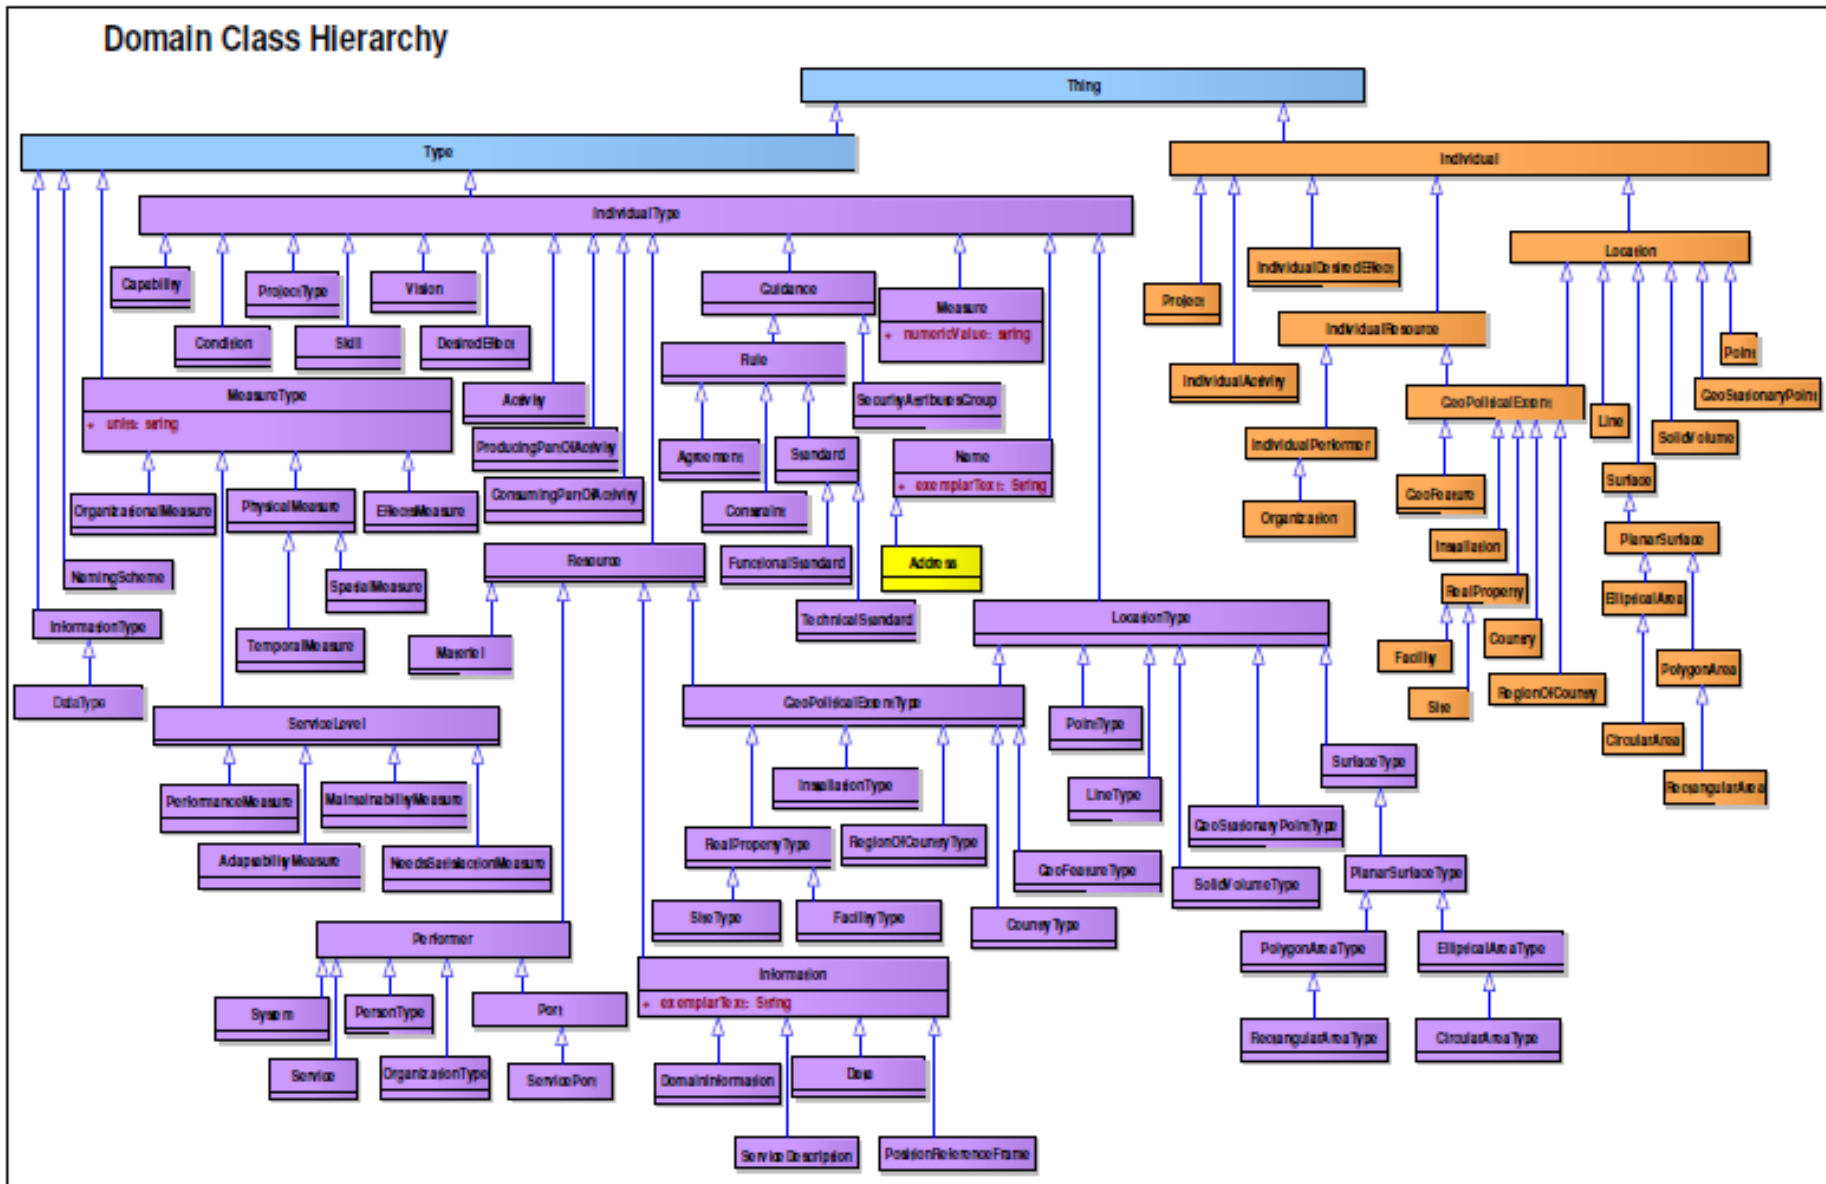 Domain Class Hierarchy
Thing
Type
Individual
IndividualType
Location
Capability
ProjectType
Vision
Guidance
IndividualDesiredEffect
Project
Measure
+ numericValue: string
Condition
Skill
DesiredEffect
Rule
IndividualResource
Point
MeasureType
+ units: string
Activity
SecurityAttributesGroup
IndividualActivity
GeoPoliticalExtent
GeoStationaryPoint
Line
SolidVolume
ProducingPartOfActivity
Agreement
Standard
Name
+ exemplarText: String
IndividualPerformer
Surface
OrganizationalMeasure
PhysicalMeasure
EffectsMeasure
ConsumingPartOfActivity
Constraint
GeoFeature
Organization
PlanarSurface
Installation
Resource
FunctionalStandard
Address
NamingScheme
SpatialMeasure
RealProperty
EllipticalArea
InformationType
TechnicalStandard
LocationType
TemporalMeasure
Materiel
Facility
Country
PolygonArea
DataType
GeoPoliticalExtentType
Site
RegionOfCountry
ServiceLevel
PointType
CircularArea
SurfaceType
InstallationType
LineType
RectangularArea
PerformanceMeasure
MaintainabilityMeasure
GeoStationaryPointType
RealPropertyType
RegionOfCountryType
AdaptabilityMeasure
NeedsSatisfactionMeasure
GeoFeatureType
SolidVolumeType
PlanarSurfaceType
SiteType
FacilityType
CountryType
Performer
PolygonAreaType
EllipticalAreaType
Information
+ exemplarText: String
System
PersonType
Port
RectangularAreaType
CircularAreaType
Service
OrganizationType
ServicePort
DomainInformation
Data
ServiceDescription
PositionReferenceFrame